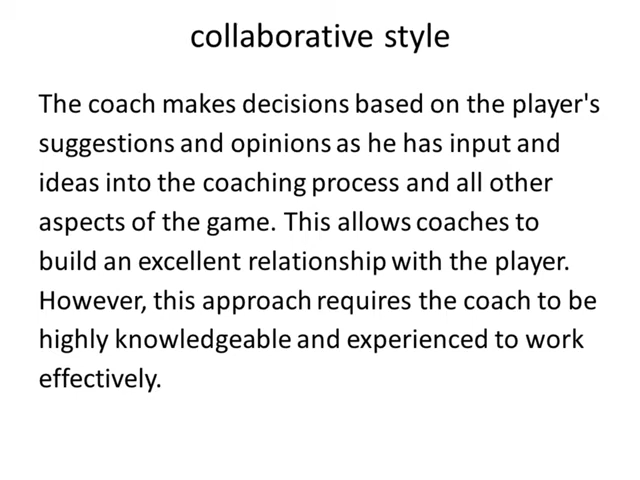 collaborative style
The coach makes decisions based on the player's
suggestions and opinions as he has input and
ideas into the coaching process and all other
aspects of the game. This allows coaches to
build an excellent relationship with the player.
However, this approach requires the coach to be
highly knowledgeable and experienced to work
effectively.